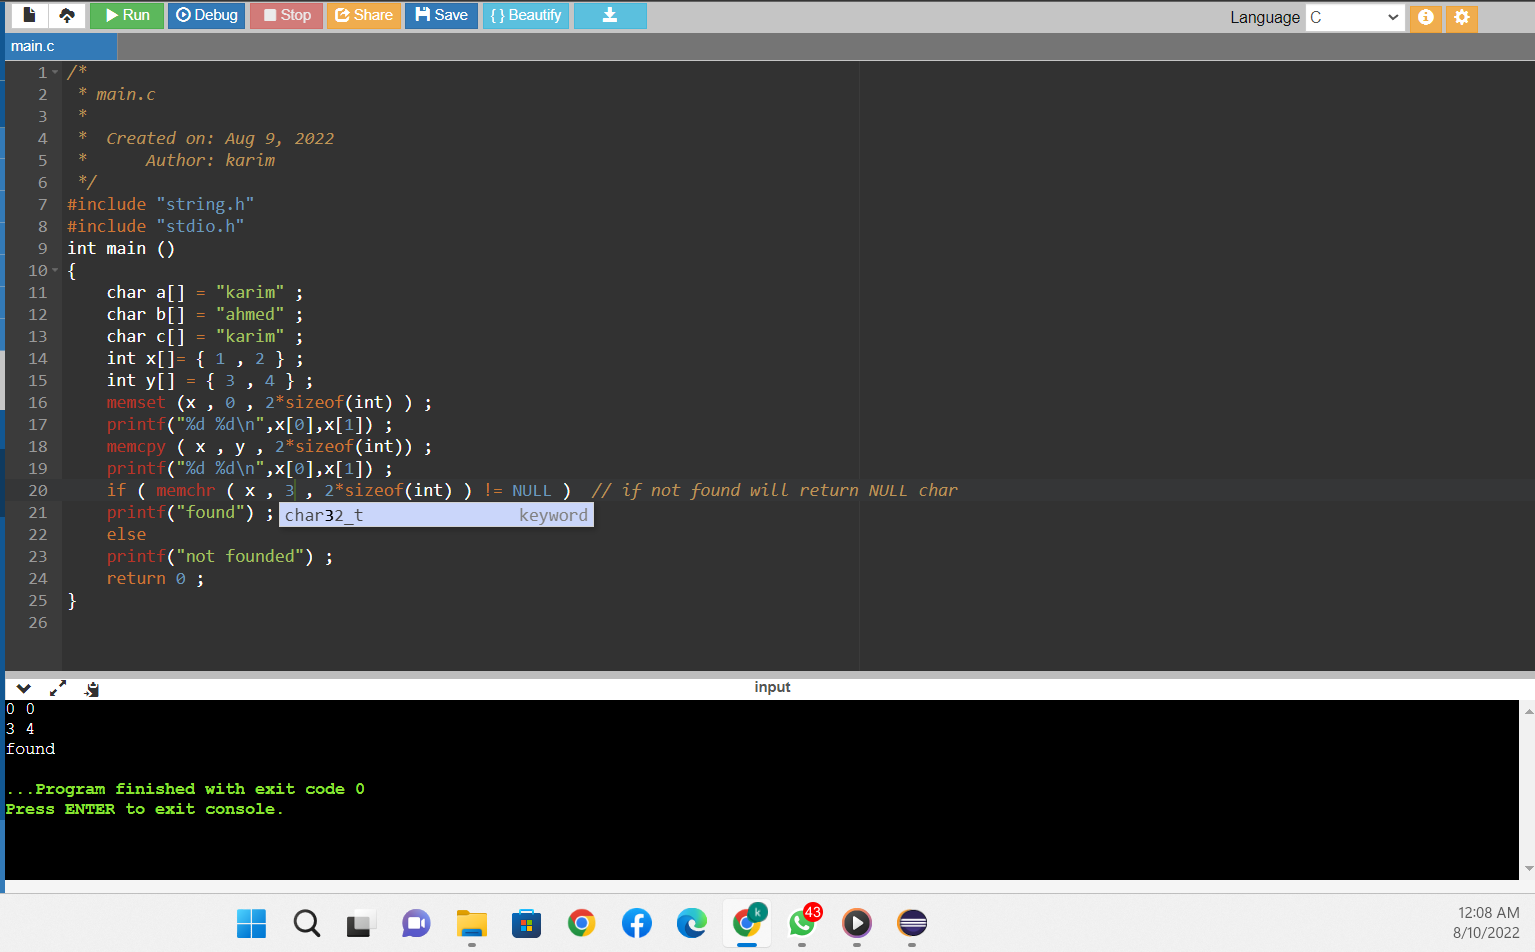 Run Debug Stop Share Save { } Beautify Language C
main.c
1 /*
2  * main.c
3  *
4  *  Created on: Aug 9, 2022
5  *      Author: karim
6  */
7 #include "string.h"
8 #include "stdio.h"
9 int main ()
10 {
11     char a[] = "karim" ;
12     char b[] = "ahmed" ;
13     char c[] = "karim" ;
14     int x[]= { 1 , 2 } ;
15     int y[] = { 3 , 4 } ;
16     memset (x , 0 , 2*sizeof(int) ) ;
17     printf("%d %d\n",x[0],x[1]) ;
18     memcpy ( x , y , 2*sizeof(int)) ;
19     printf("%d %d\n",x[0],x[1]) ;
20     if ( memchr ( x , 3 , 2*sizeof(int) ) != NULL )  // if not found will return NULL char
21     printf("found") ;
char32_t keyword
22     else
23     printf("not founded") ;
24     return 0 ;
25 }
26
input
0 0
3 4
found
...Program finished with exit code 0
Press ENTER to exit console.
k
43
12:08 AM
8/10/2022